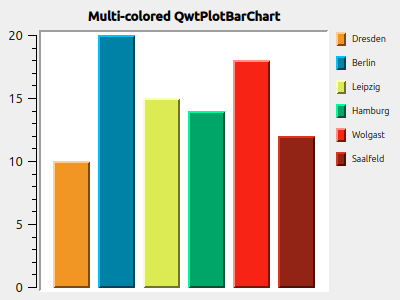 Multi-colored QwtPlotBarChart
20
15
10
5
0
Dresden
Berlin
Leipzig
Hamburg
Wolgast
Saalfeld